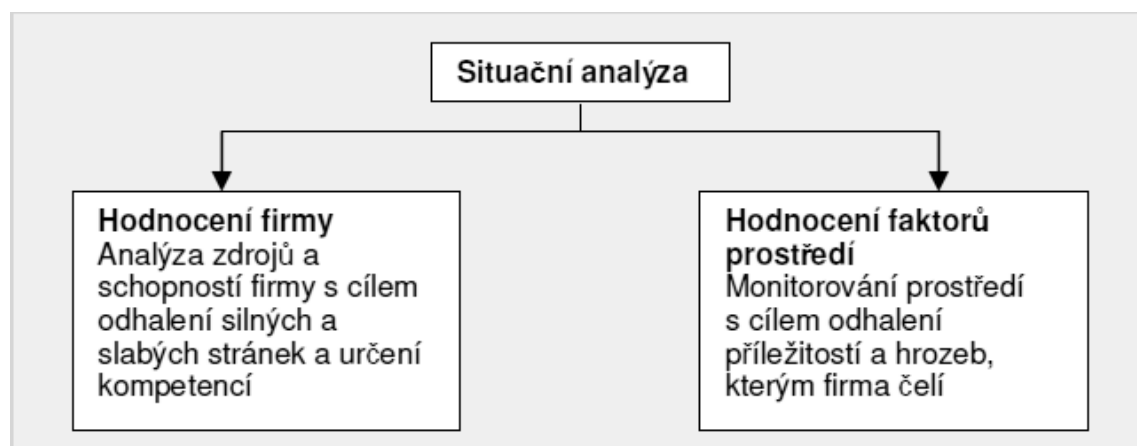 Situační analýza
Hodnocení firmy
Analýza zdrojů a
schopností firmy s cílem
odhalení silných a
slabých stránek a určení
kompetencí
Hodnocení faktorů
prostředí
Monitorování prostředí
s cílem odhalení
příležitostí a hrozeb,
kterým firma čelí